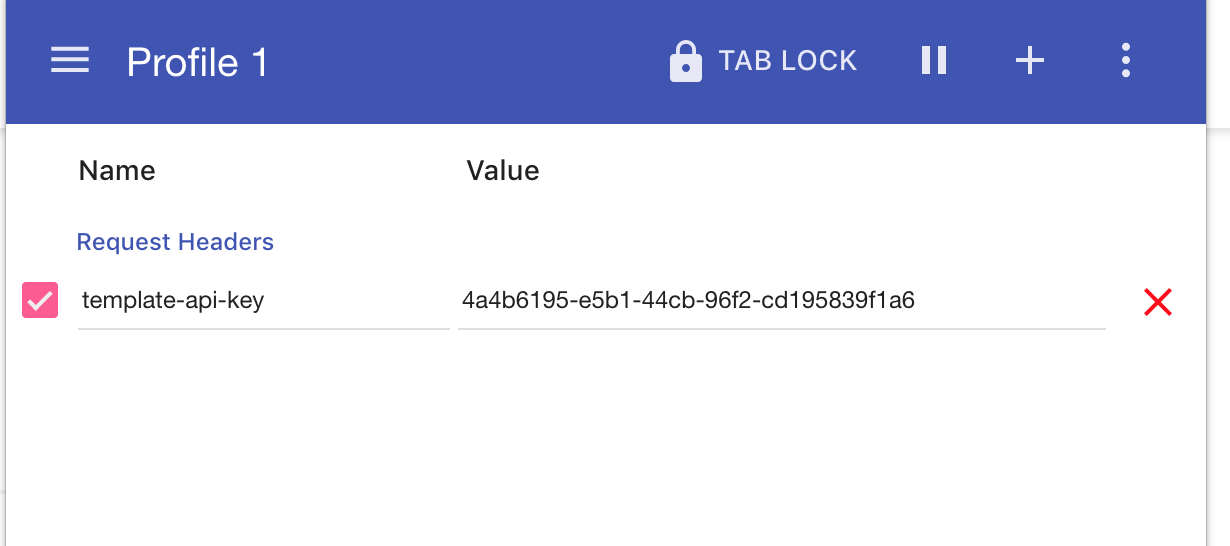 Profile 1
TAB LOCK
Name
Value
Request Headers
template-api-key
4a4b6195-e5b1-44cb-96f2-cd195839f1a6